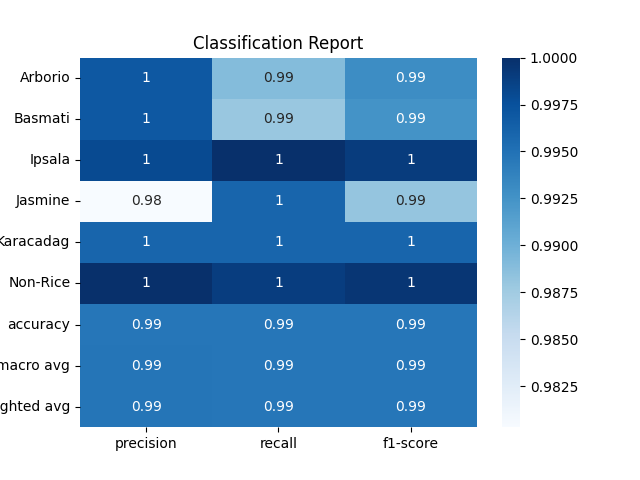 Classification Report
Arborio 1 0.99 0.99 1.0000
Basmati 1 0.99 0.99 0.9975
Ipsala 1 1 1 0.9950
Jasmine 0.98 1 0.99 0.9925
Karacadag 1 1 1 0.9900
Non-Rice 1 1 1 0.9875
accuracy 0.99 0.99 0.99 0.9850
macro avg 0.99 0.99 0.99 0.9825
ghted avg 0.99 0.99 0.99
precision recall f1-score